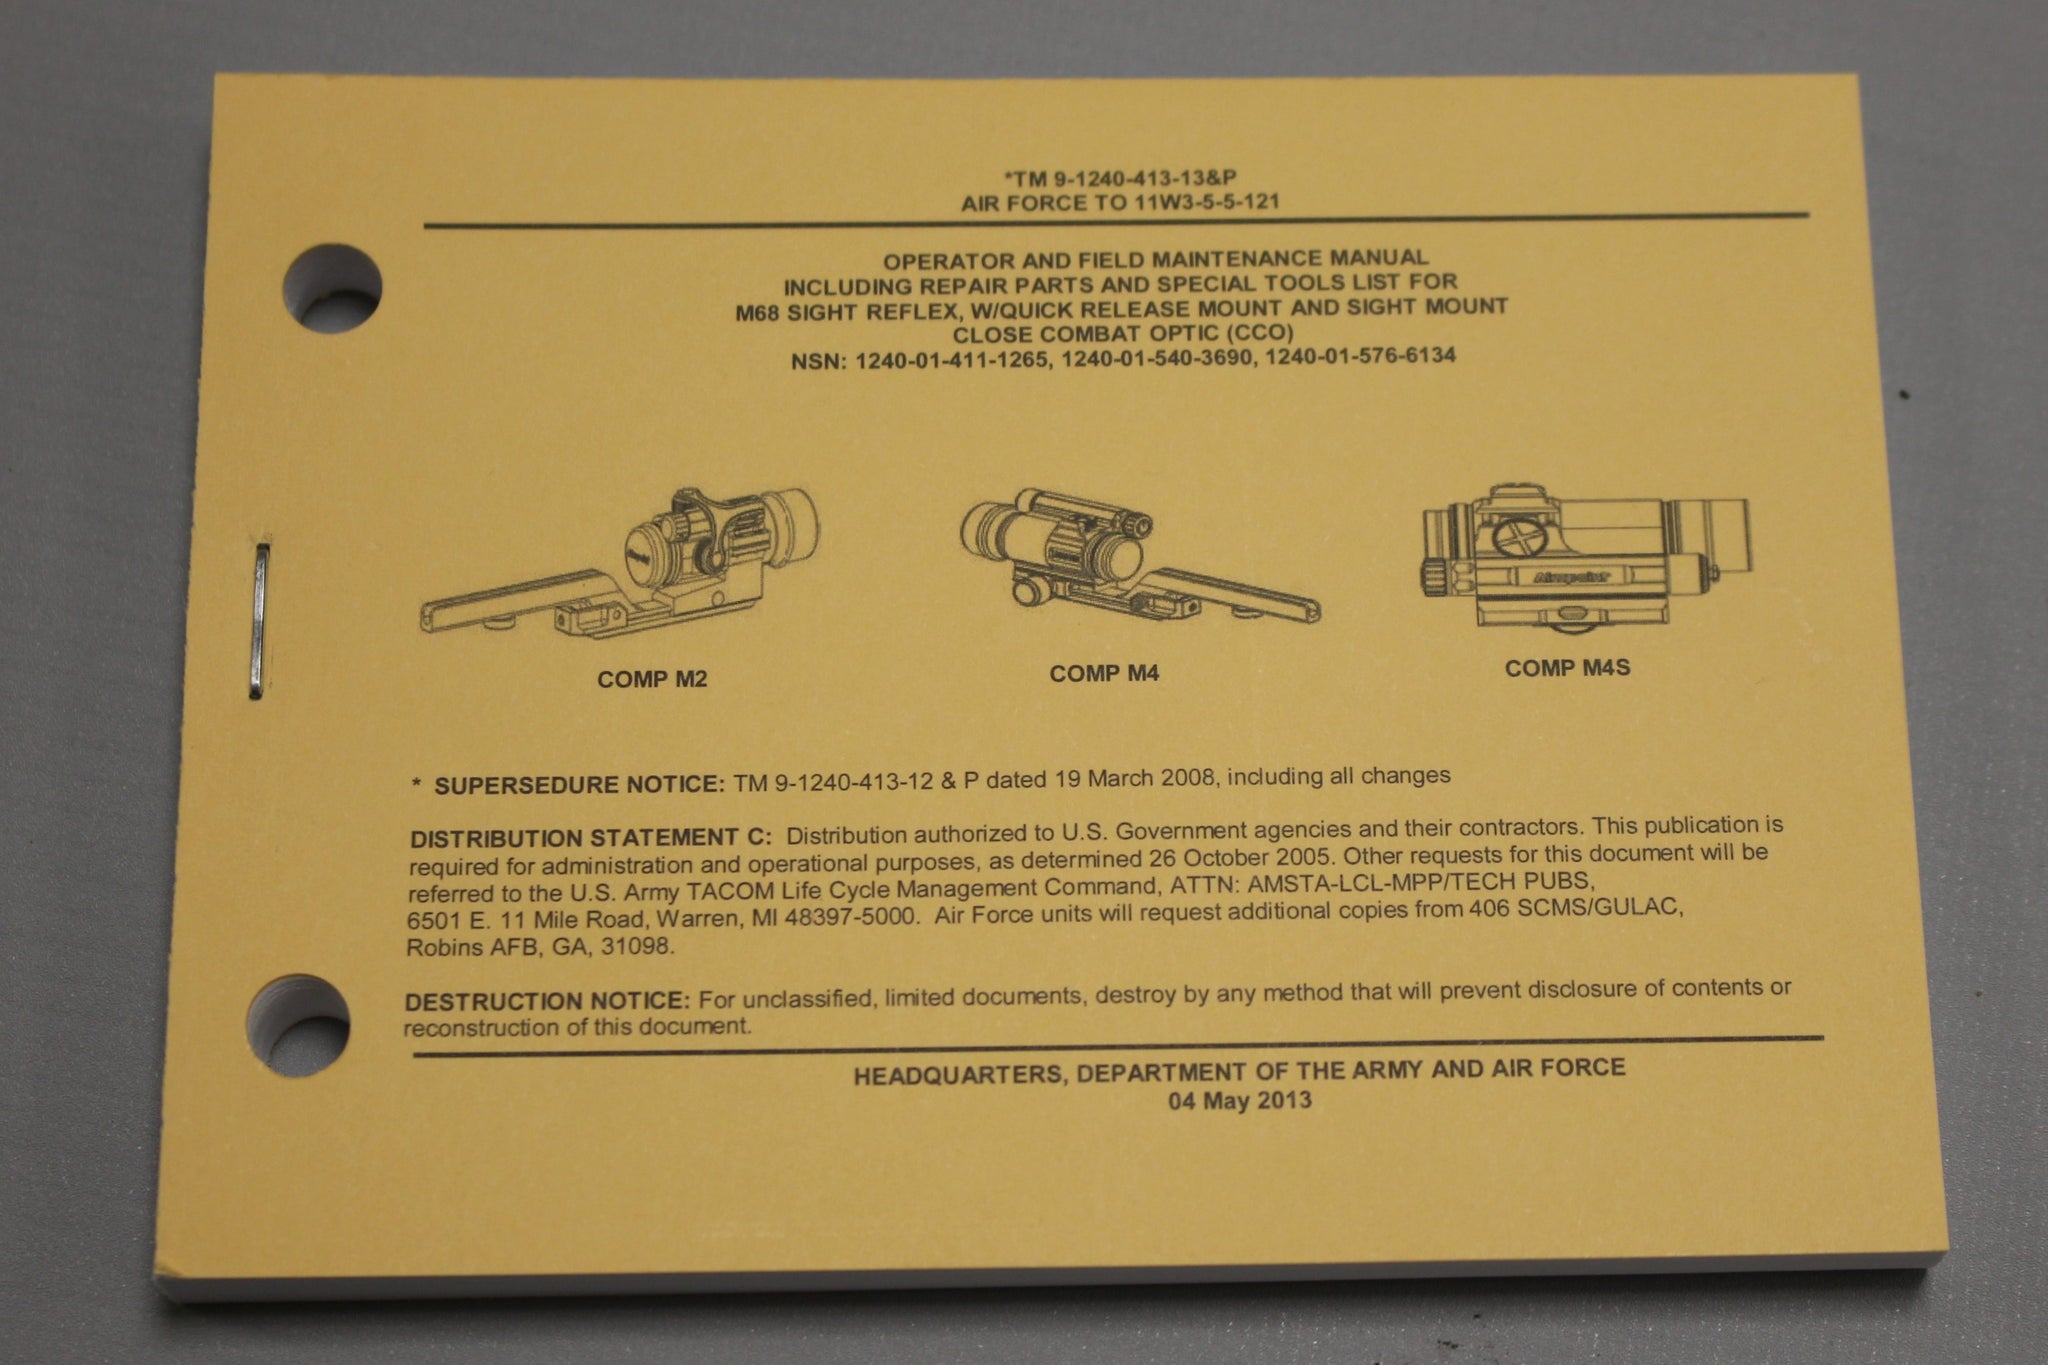 *TM 9-1240-413-13&P
AIR FORCE TO 11W3-5-5-121
OPERATOR AND FIELD MAINTENANCE MANUAL
INCLUDING REPAIR PARTS AND SPECIAL TOOLS LIST FOR
M68 SIGHT REFLEX, W/QUICK RELEASE MOUNT AND SIGHT MOUNT
CLOSE COMBAT OPTIC (CCO)
NSN: 1240-01-411-1265, 1240-01-540-3690, 1240-01-576-6134
Aimpoint
COMP M2
COMP M4
COMP M4S
* SUPERSEDURE NOTICE: TM 9-1240-413-12 & P dated 19 March 2008, including all changes
DISTRIBUTION STATEMENT C: Distribution authorized to U.S. Government agencies and their contractors. This publication is
required for administration and operational purposes, as determined 26 October 2005. Other requests for this document will be
referred to the U.S. Army TACOM Life Cycle Management Command, ATTN: AMSTA-LCL-MPP/TECH PUBS,
6501 E. 11 Mile Road, Warren, MI 48397-5000. Air Force units will request additional copies from 406 SCMS/GULAC,
Robins AFB, GA, 31098.
DESTRUCTION NOTICE: For unclassified, limited documents, destroy by any method that will prevent disclosure of contents or
reconstruction of this document.
HEADQUARTERS, DEPARTMENT OF THE ARMY AND AIR FORCE
04 May 2013